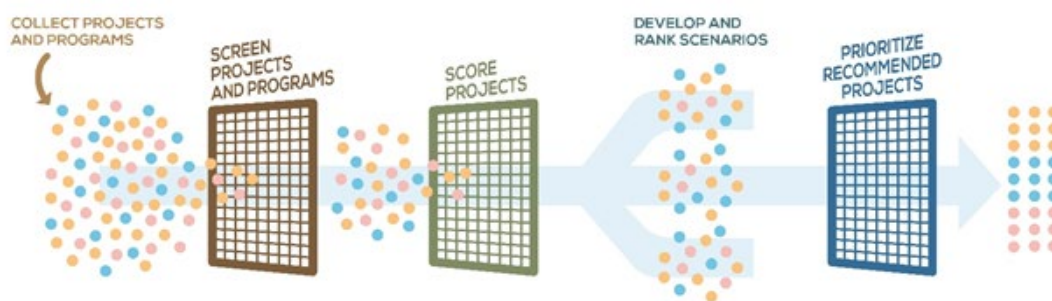 COLLECT PROJECTS
AND PROGRAMS
SCREEN
PROJECTS
AND PROGRAMS
SCORE
PROJECTS
DEVELOP AND
RANK SCENARIOS
PRIORITIZE
RECOMMENDED
PROJECTS